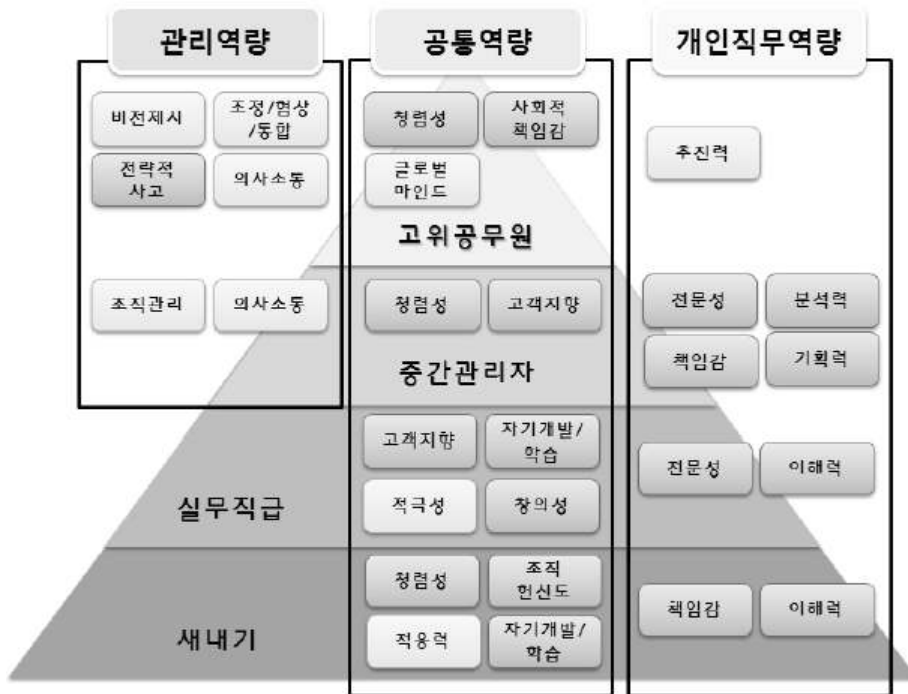 관리역량
공통역량
개인직무역량
비전제시
조정/협상
/통합
전략적
사고
의사소통
청렴성
사회적
책임감
글로벌
마인드
추진력
고위공무원
조직관리
의사소통
청렴성
고객지향
전문성
분석력
책임감
기획력
중간관리자
고객지향
자기개발/
학습
적극성
창의성
전문성
이해력
실무직급
청렴성
조직
헌신도
적응력
자기개발/
학습
책임감
이해력
새내기